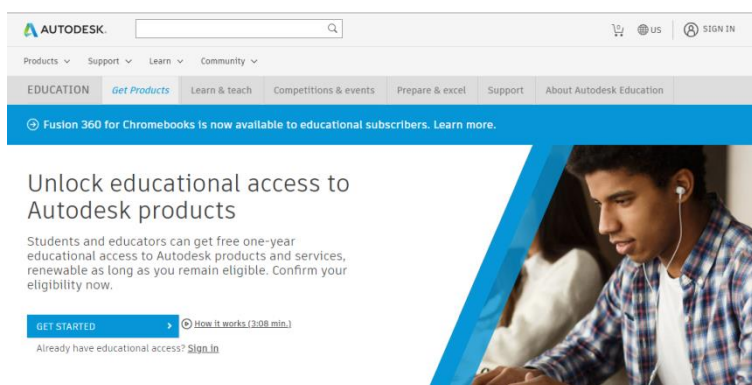 AUTODESK.
US
SIGN IN
Products
Support
Learn
Community
EDUCATION
Get Products
Learn & teach
Competitions & events
Prepare & excel
Support
About Autodesk Education
Fusion 360 for Chromebooks is now available to educational subscribers. Learn more.
Unlock educational access to
Autodesk products
Students and educators can get free one-
year educational access to Autodesk products and services,
renewable as long as you remain eligible. Confirm your
eligibility now.
GET STARTED
How it works (3:08 min.)
Already have educational access? Sign in